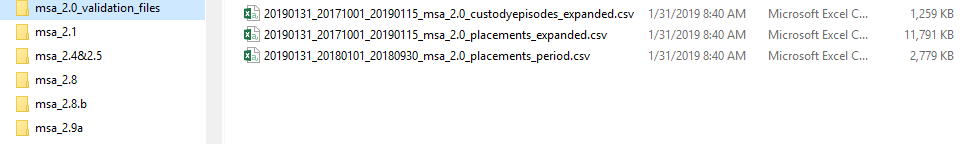 msa_2.0_validation_files
msa_2.1
msa_2.4&2.5
msa_2.8
msa_2.8.b
msa_2.9a
20190131_20171001_20190115_msa_2.0_custodyepisodes_expanded.csv 1/31/2019 8:40 AM Microsoft Excel C... 1,259 KB
20190131_20171001_20190115_msa_2.0_placements_expanded.csv 1/31/2019 8:40 AM Microsoft Excel C... 11,791 KB
20190131_20180101_20180930_msa_2.0_placements_period.csv 1/31/2019 8:40 AM Microsoft Excel C... 2,779 KB